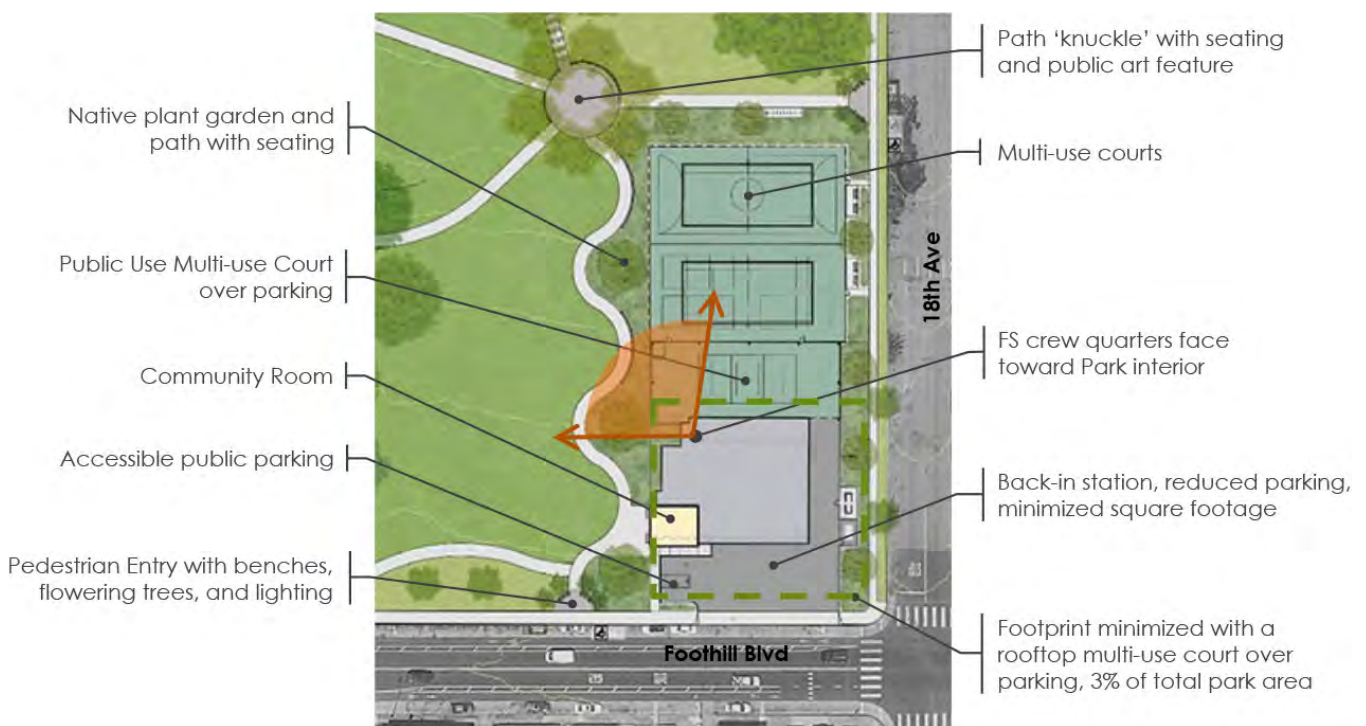 Path ‘knuckle’ with seating
and public art feature
Native plant garden and
path with seating
Multi-use courts
Public Use Multi-use Court
over parking
18th Ave
FS crew quarters face
toward Park interior
Community Room
Accessible public parking
Back-in station, reduced parking,
minimized square footage
Pedestrian Entry with benches,
flowering trees, and lighting
Footprint minimized with a
rooftop multi-use court over
parking, 3% of total park area
Foothill Blvd